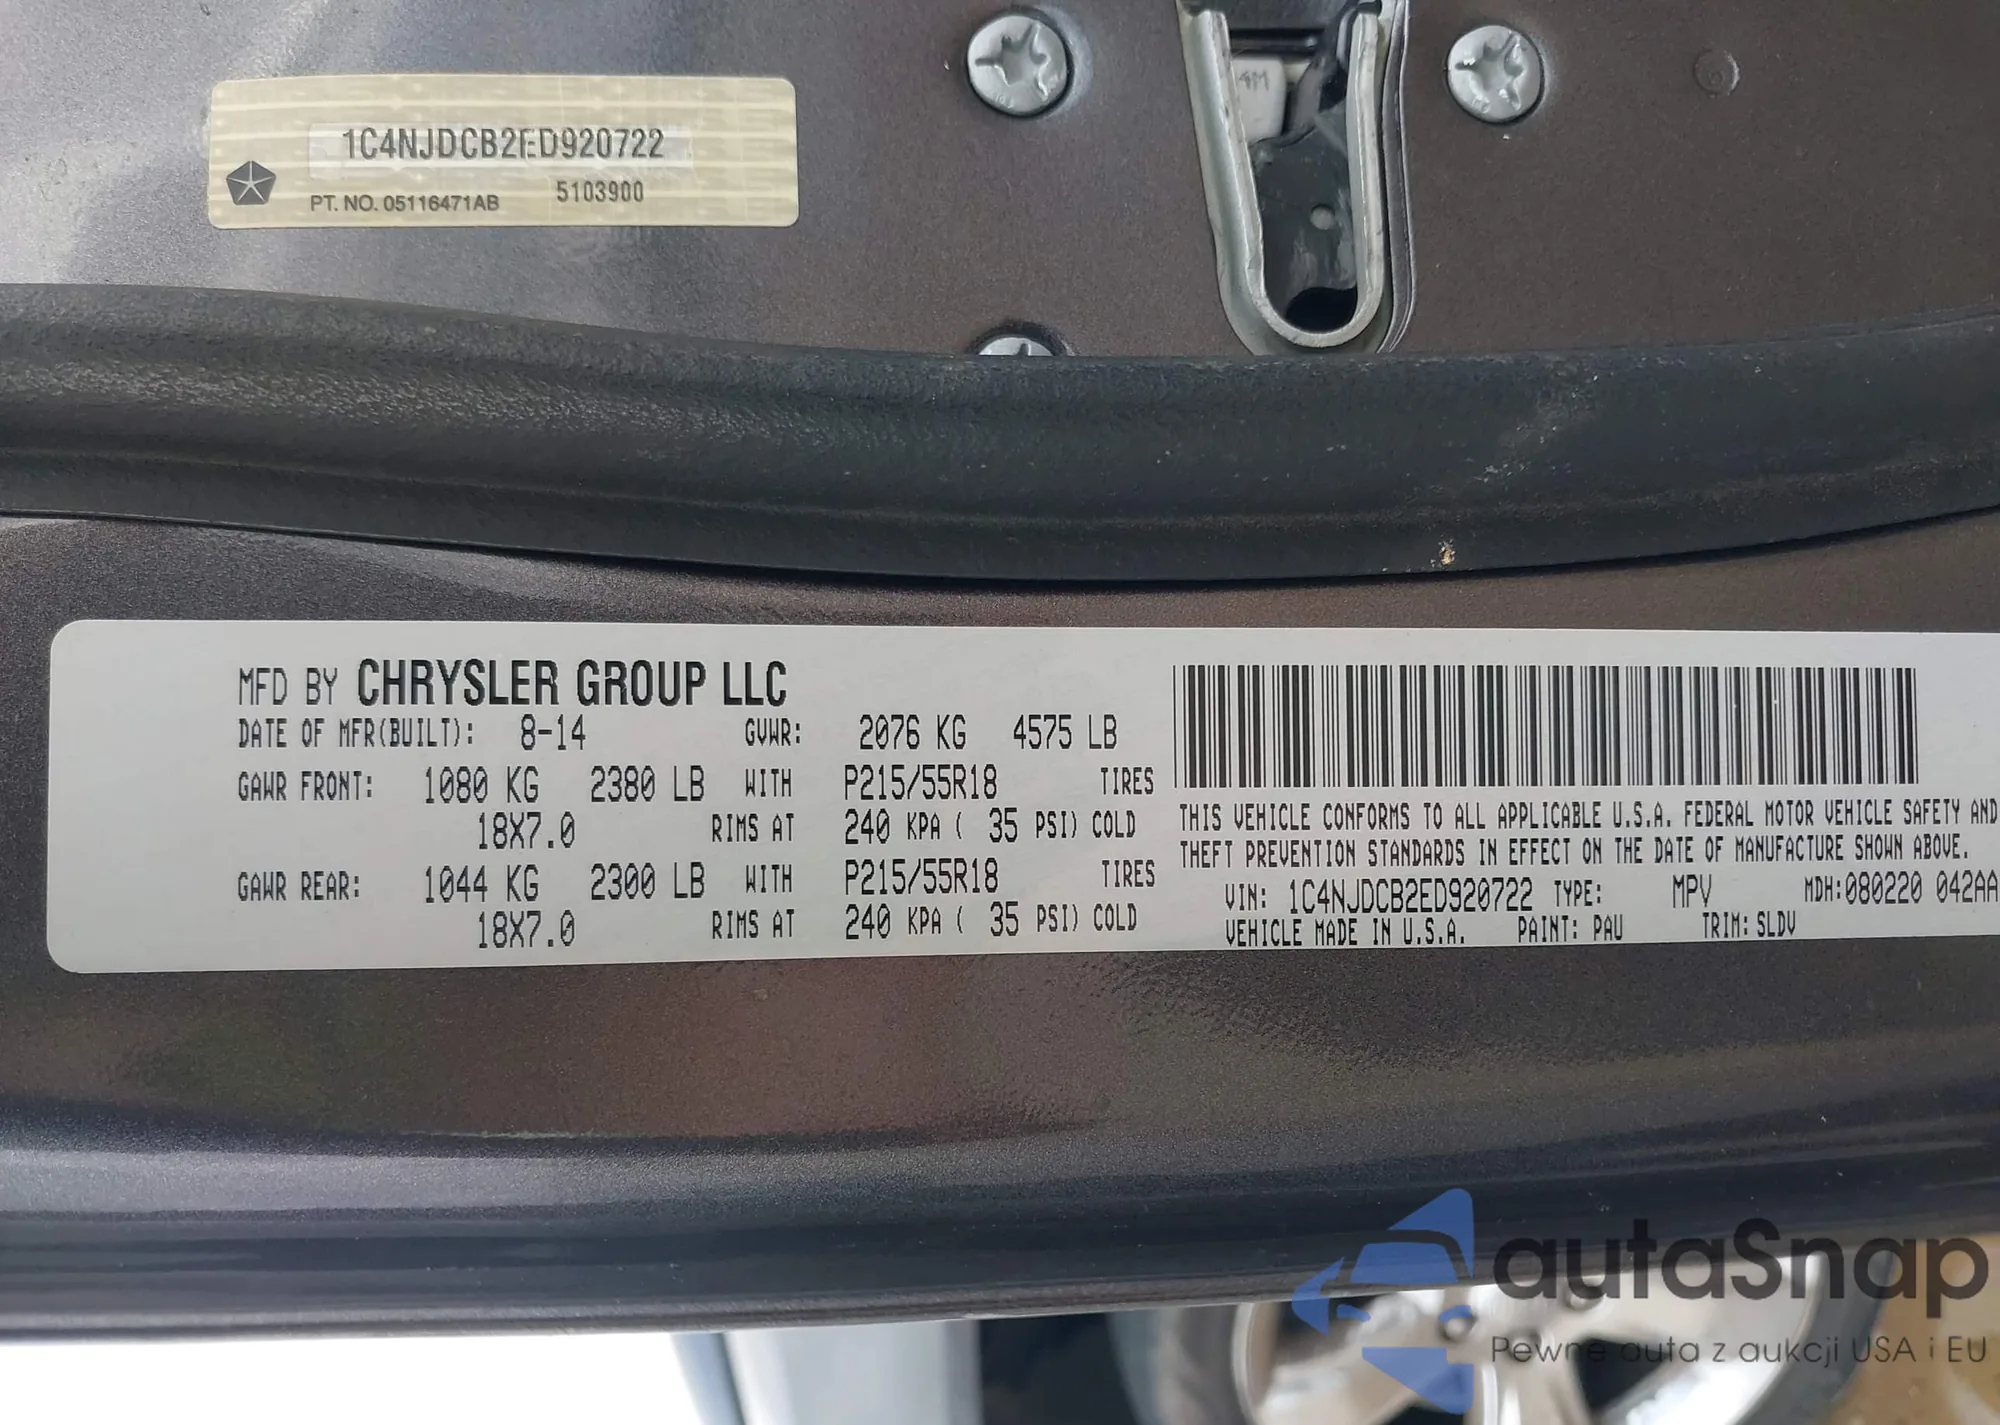 1C4NJDCB2ED920722
PT. NO. 05116471AB 5103900
4M
MFD BY CHRYSLER GROUP LLC
DATE OF MFR(BUILT): 8-14 GVWR: 2076 KG 4575 LB
GAWR FRONT: 1080 KG 2380 LB WITH P215/55R18 TIRES
18X7.0 RIMS AT 240 KPA ( 35 PSI) COLD
GAWR REAR: 1044 KG 2300 LB WITH P215/55R18 TIRES
18X7.0 RIMS AT 240 KPA ( 35 PSI) COLD
THIS VEHICLE CONFORMS TO ALL APPLICABLE U.S.A. FEDERAL MOTOR VEHICLE SAFETY AND
THEFT PREVENTION STANDARDS IN EFFECT ON THE DATE OF MANUFACTURE SHOWN ABOVE.
VIN: 1C4NJDCB2ED920722 TYPE: MPV MDH:080220 042AA
VEHICLE MADE IN U.S.A. PAINT: PAU TRIM: SLDV
autaSnap
Pewne auta z aukcji USA i EU